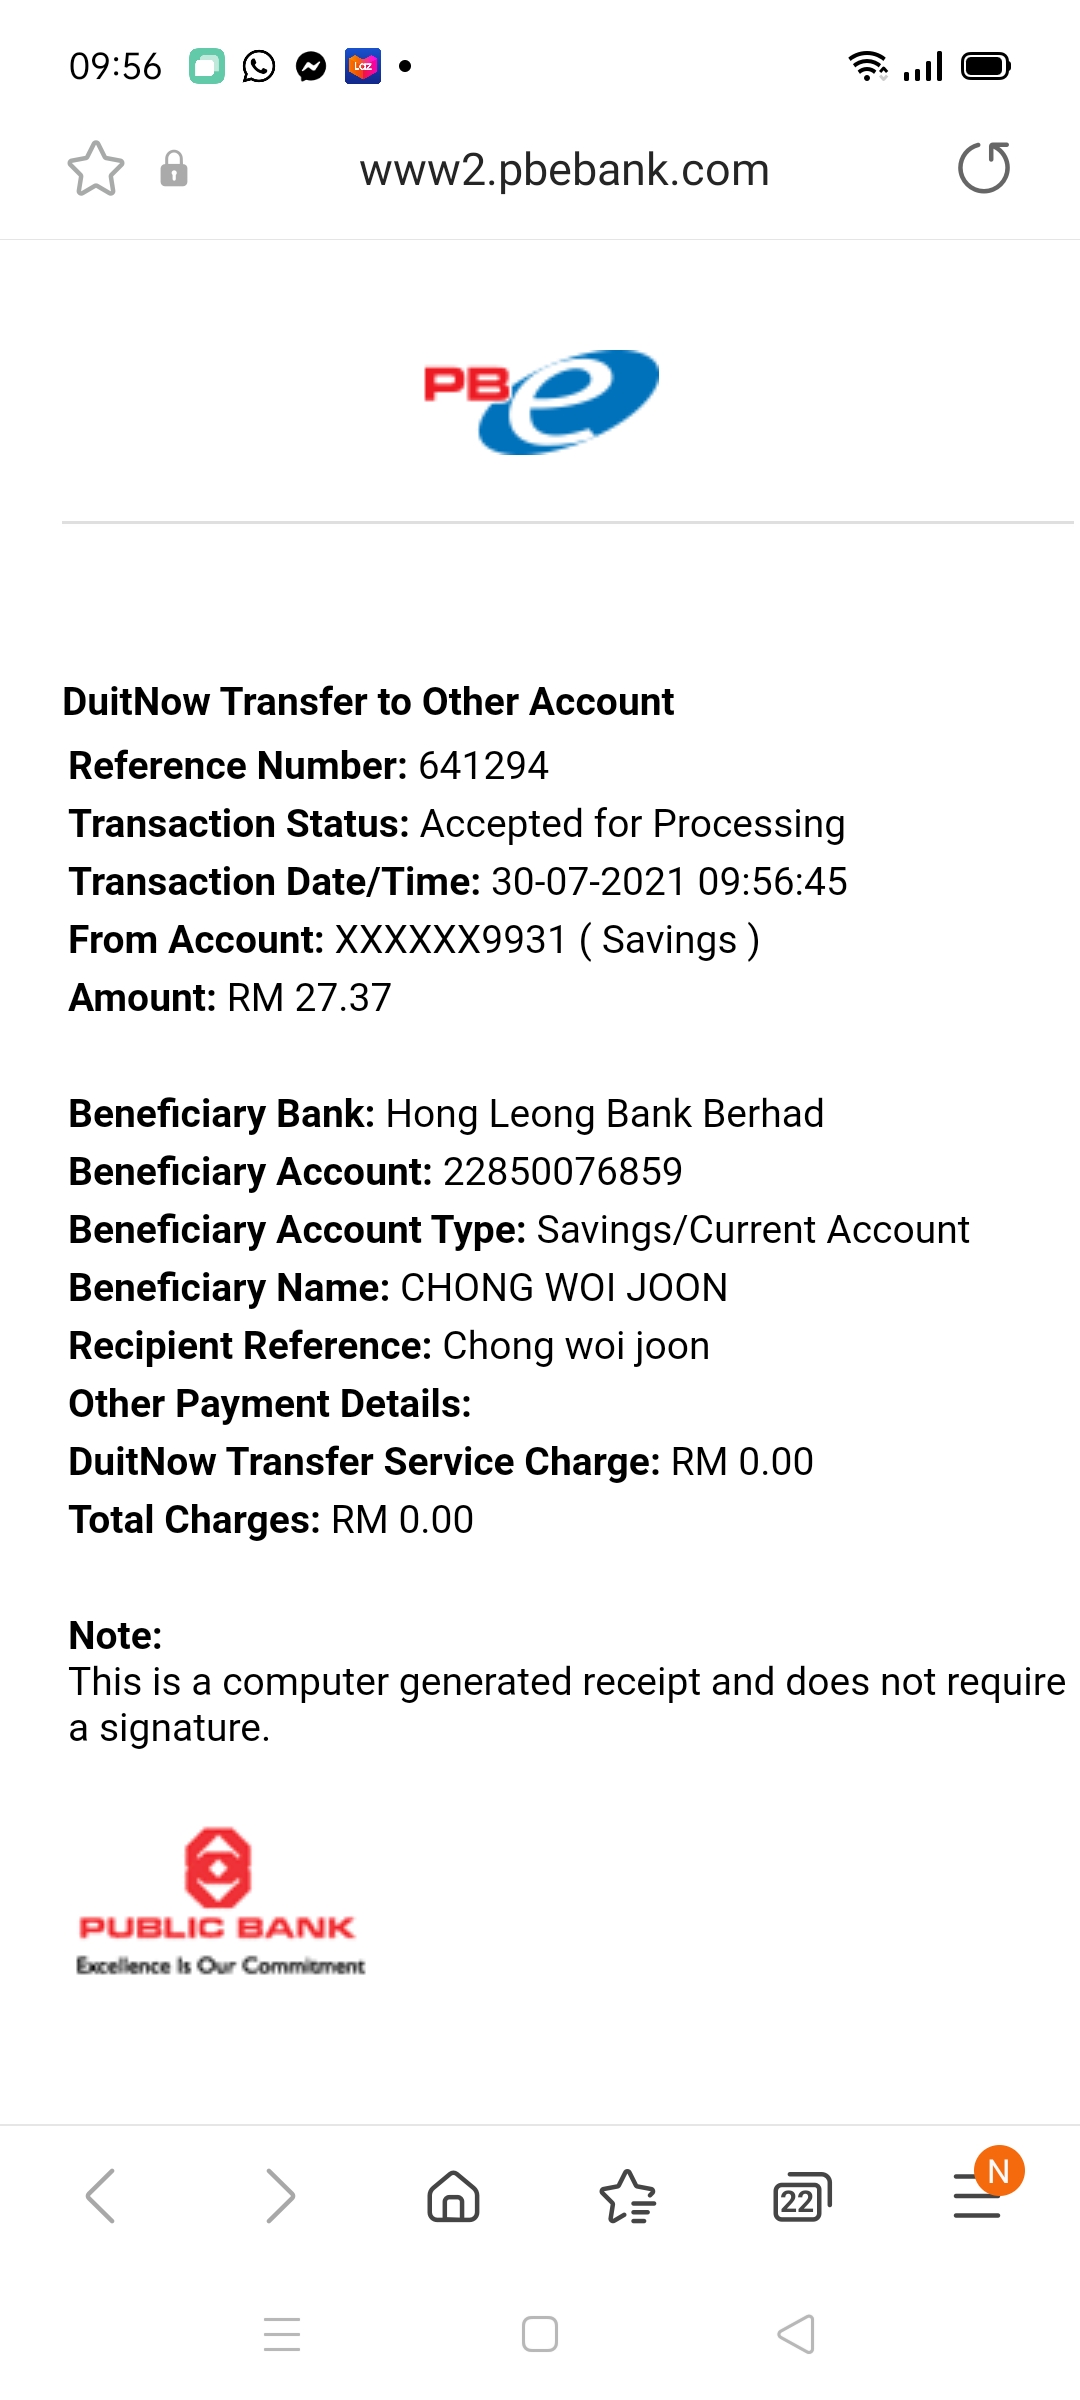 09:56
Laz
www2.pbebank.com
PBe
DuitNow Transfer to Other Account
Reference Number: 641294
Transaction Status: Accepted for Processing
Transaction Date/Time: 30-07-2021 09:56:45
From Account: XXXXXX9931 ( Savings )
Amount: RM 27.37
Beneficiary Bank: Hong Leong Bank Berhad
Beneficiary Account: 22850076859
Beneficiary Account Type: Savings/Current Account
Beneficiary Name: CHONG WOI JOON
Recipient Reference: Chong woi joon
Other Payment Details:
DuitNow Transfer Service Charge: RM 0.00
Total Charges: RM 0.00
Note:
This is a computer generated receipt and does not require
a signature.
PUBLIC BANK
Excellence Is Our Commitment
22
N